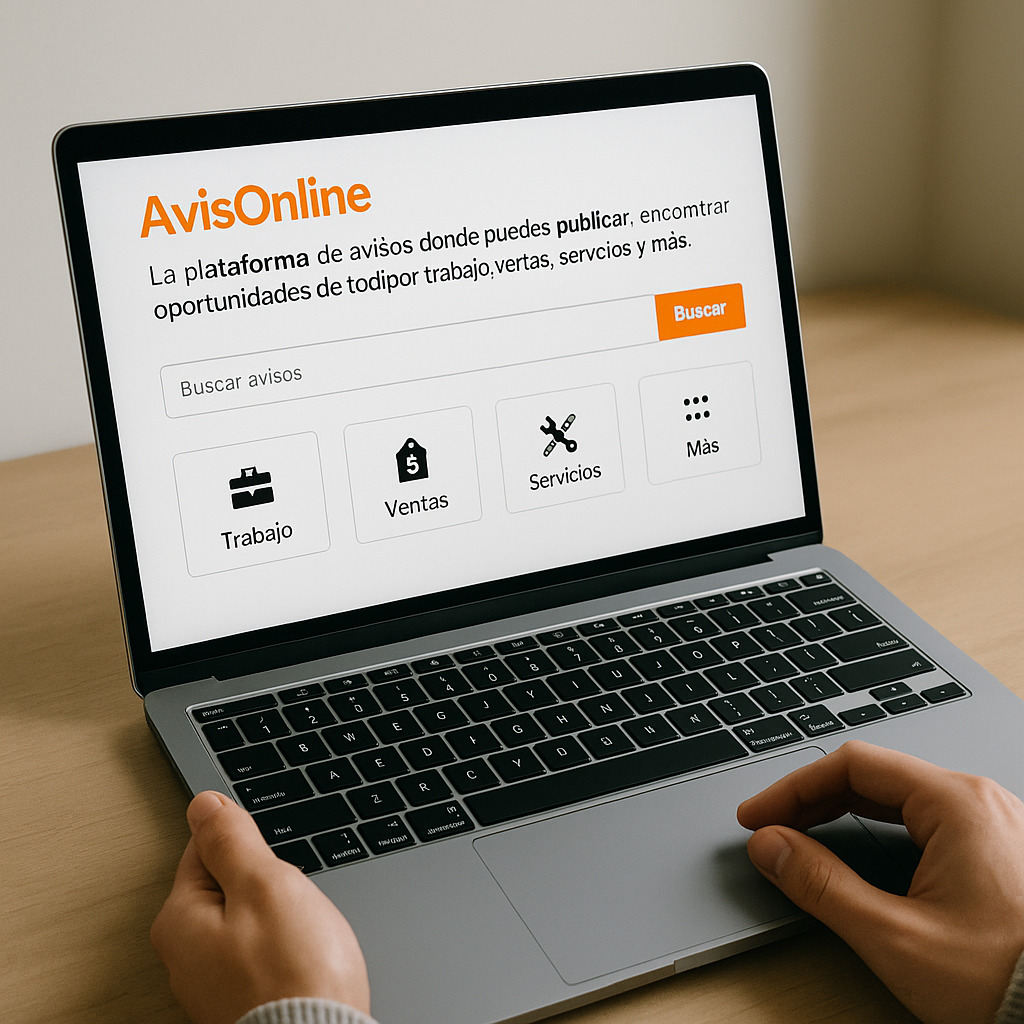 AvisOnline
La plataforma de avisos donde puedes publicar, encomtrar
oportunidades de todipor trabajo, vertas, servcios y màs.
Buscar avisos
Buscar
Trabajo
Ventas
Servicios
Màs